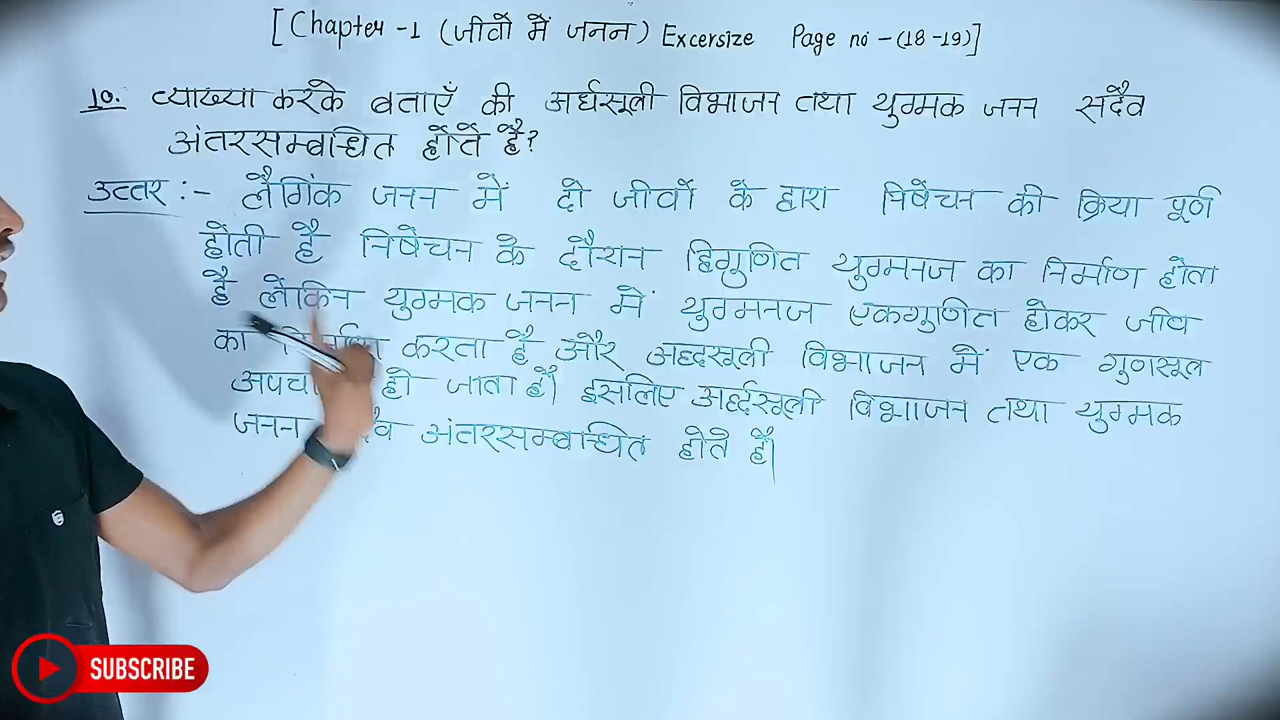 [Chapter -1 (जीवों में जनन) Excersize Page no - (18-19)]
10. व्याख्या करके बताएँ की अर्धसूत्री विभाजन तथा युग्मक जनन सदैव
अंतरसम्बन्धित होते है?
उत्तर :- लैगिंक जनन में दो जीवों के द्वारा निषेचन की क्रिया पूर्ण
होती है निषेचन के दौरान द्विगुणित युग्मनज का निर्माण होता
है लेकिन युग्मक जनन में युग्मनज एकगुणित होकर जीव
का करता है और अर्द्धसूत्री विभाजन में एक गुणसूत्र
हो जाता है। इसलिए अर्द्धसूत्री विभाजन तथा युग्मक
जनन अंतरसम्बन्धित होते है।
SUBSCRIBE